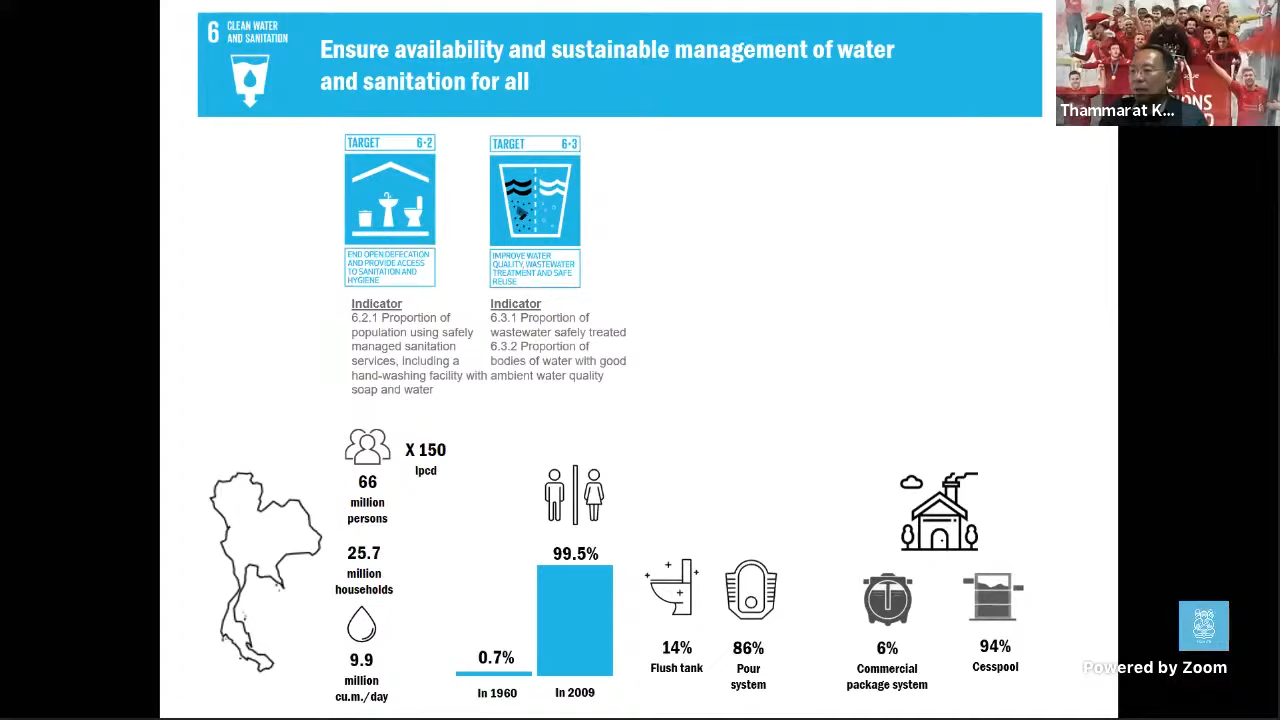 6 CLEAN WATER
AND SANITATION
Ensure availability and sustainable management of water
and sanitation for all
Thammarat K...
TARGET 6·2
END OPEN DEFECATION
AND PROVIDE ACCESS
TO SANITATION AND
HYGIENE
TARGET 6·3
IMPROVE WATER
QUALITY, WASTEWATER
TREATMENT AND SAFE
REUSE
Indicator
6.2.1 Proportion of
population using safely
managed sanitation
services, including a
hand-washing facility with
soap and water
Indicator
6.3.1 Proportion of
wastewater safely treated
6.3.2 Proportion of
bodies of water with good
ambient water quality
X 150
lpcd
66
million
persons
25.7
million
households
9.9
million
cu.m./day
0.7%
In 1960
99.5%
In 2009
14%
Flush tank
86%
Pour
system
6%
Commercial
package system
94%
Cesspool
Powered by Zoom